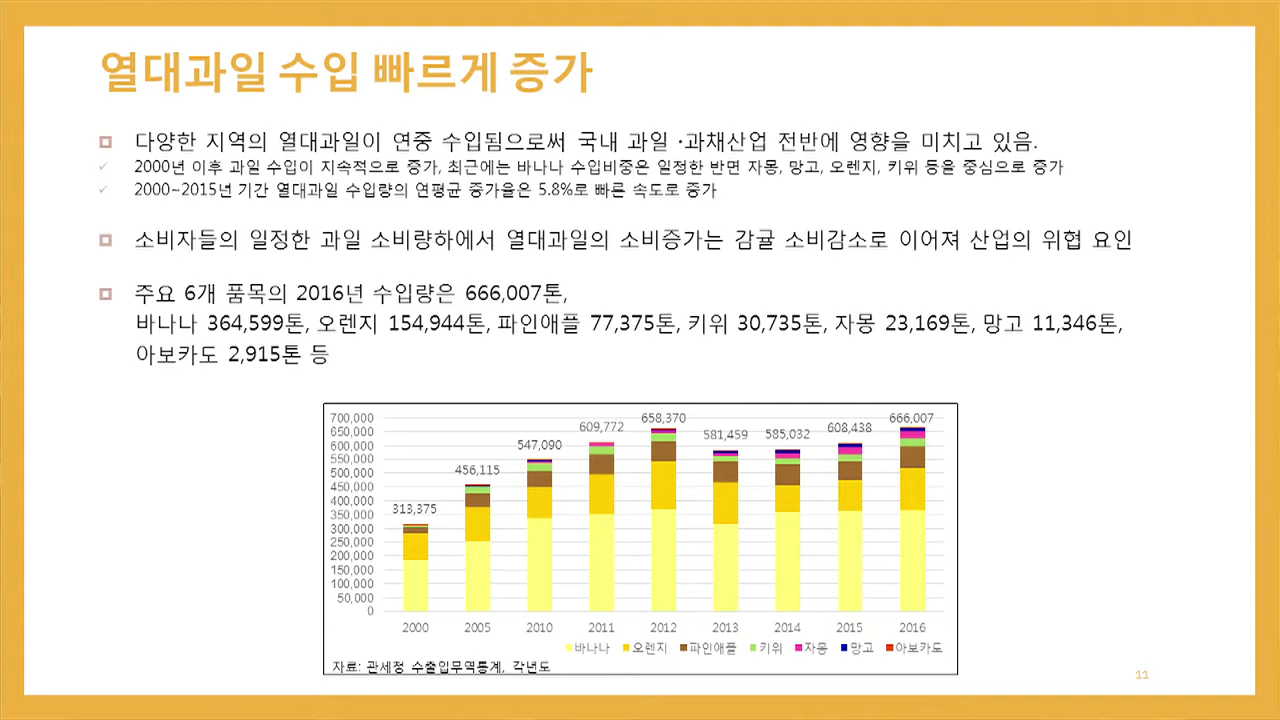 열대과일 수입 빠르게 증가
다양한 지역의 열대과일이 연중 수입됨으로써 국내 과일 ·과채산업 전반에 영향을 미치고 있음.
2000년 이후 과일 수입이 지속적으로 증가, 최근에는 바나나 수입비중은 일정한 반면 자몽, 망고, 오렌지, 키위 등을 중심으로 증가
2000~2015년 기간 열대과일 수입량의 연평균 증가율은 5.8%로 빠른 속도로 증가
소비자들의 일정한 과일 소비량하에서 열대과일의 소비증가는 감귤 소비감소로 이어져 산업의 위협 요인
주요 6개 품목의 2016년 수입량은 666,007톤,
바나나 364,599톤, 오렌지 154,944톤, 파인애플 77,375톤, 키위 30,735톤, 자몽 23,169톤, 망고 11,346톤,
아보카도 2,915톤 등
700,000
650,000
600,000
550,000
500,000
450,000
400,000
350,000
300,000
250,000
200,000
150,000
100,000
50,000
0
313,375
456,115
547,090
609,772
658,370
581,459
585,032
608,438
666,007
2000 2005 2010 2011 2012 2013 2014 2015 2016
바나나 오렌지 파인애플 키위 자몽 망고 아보카도
자료: 관세청 수출입무역통계, 각년도
11